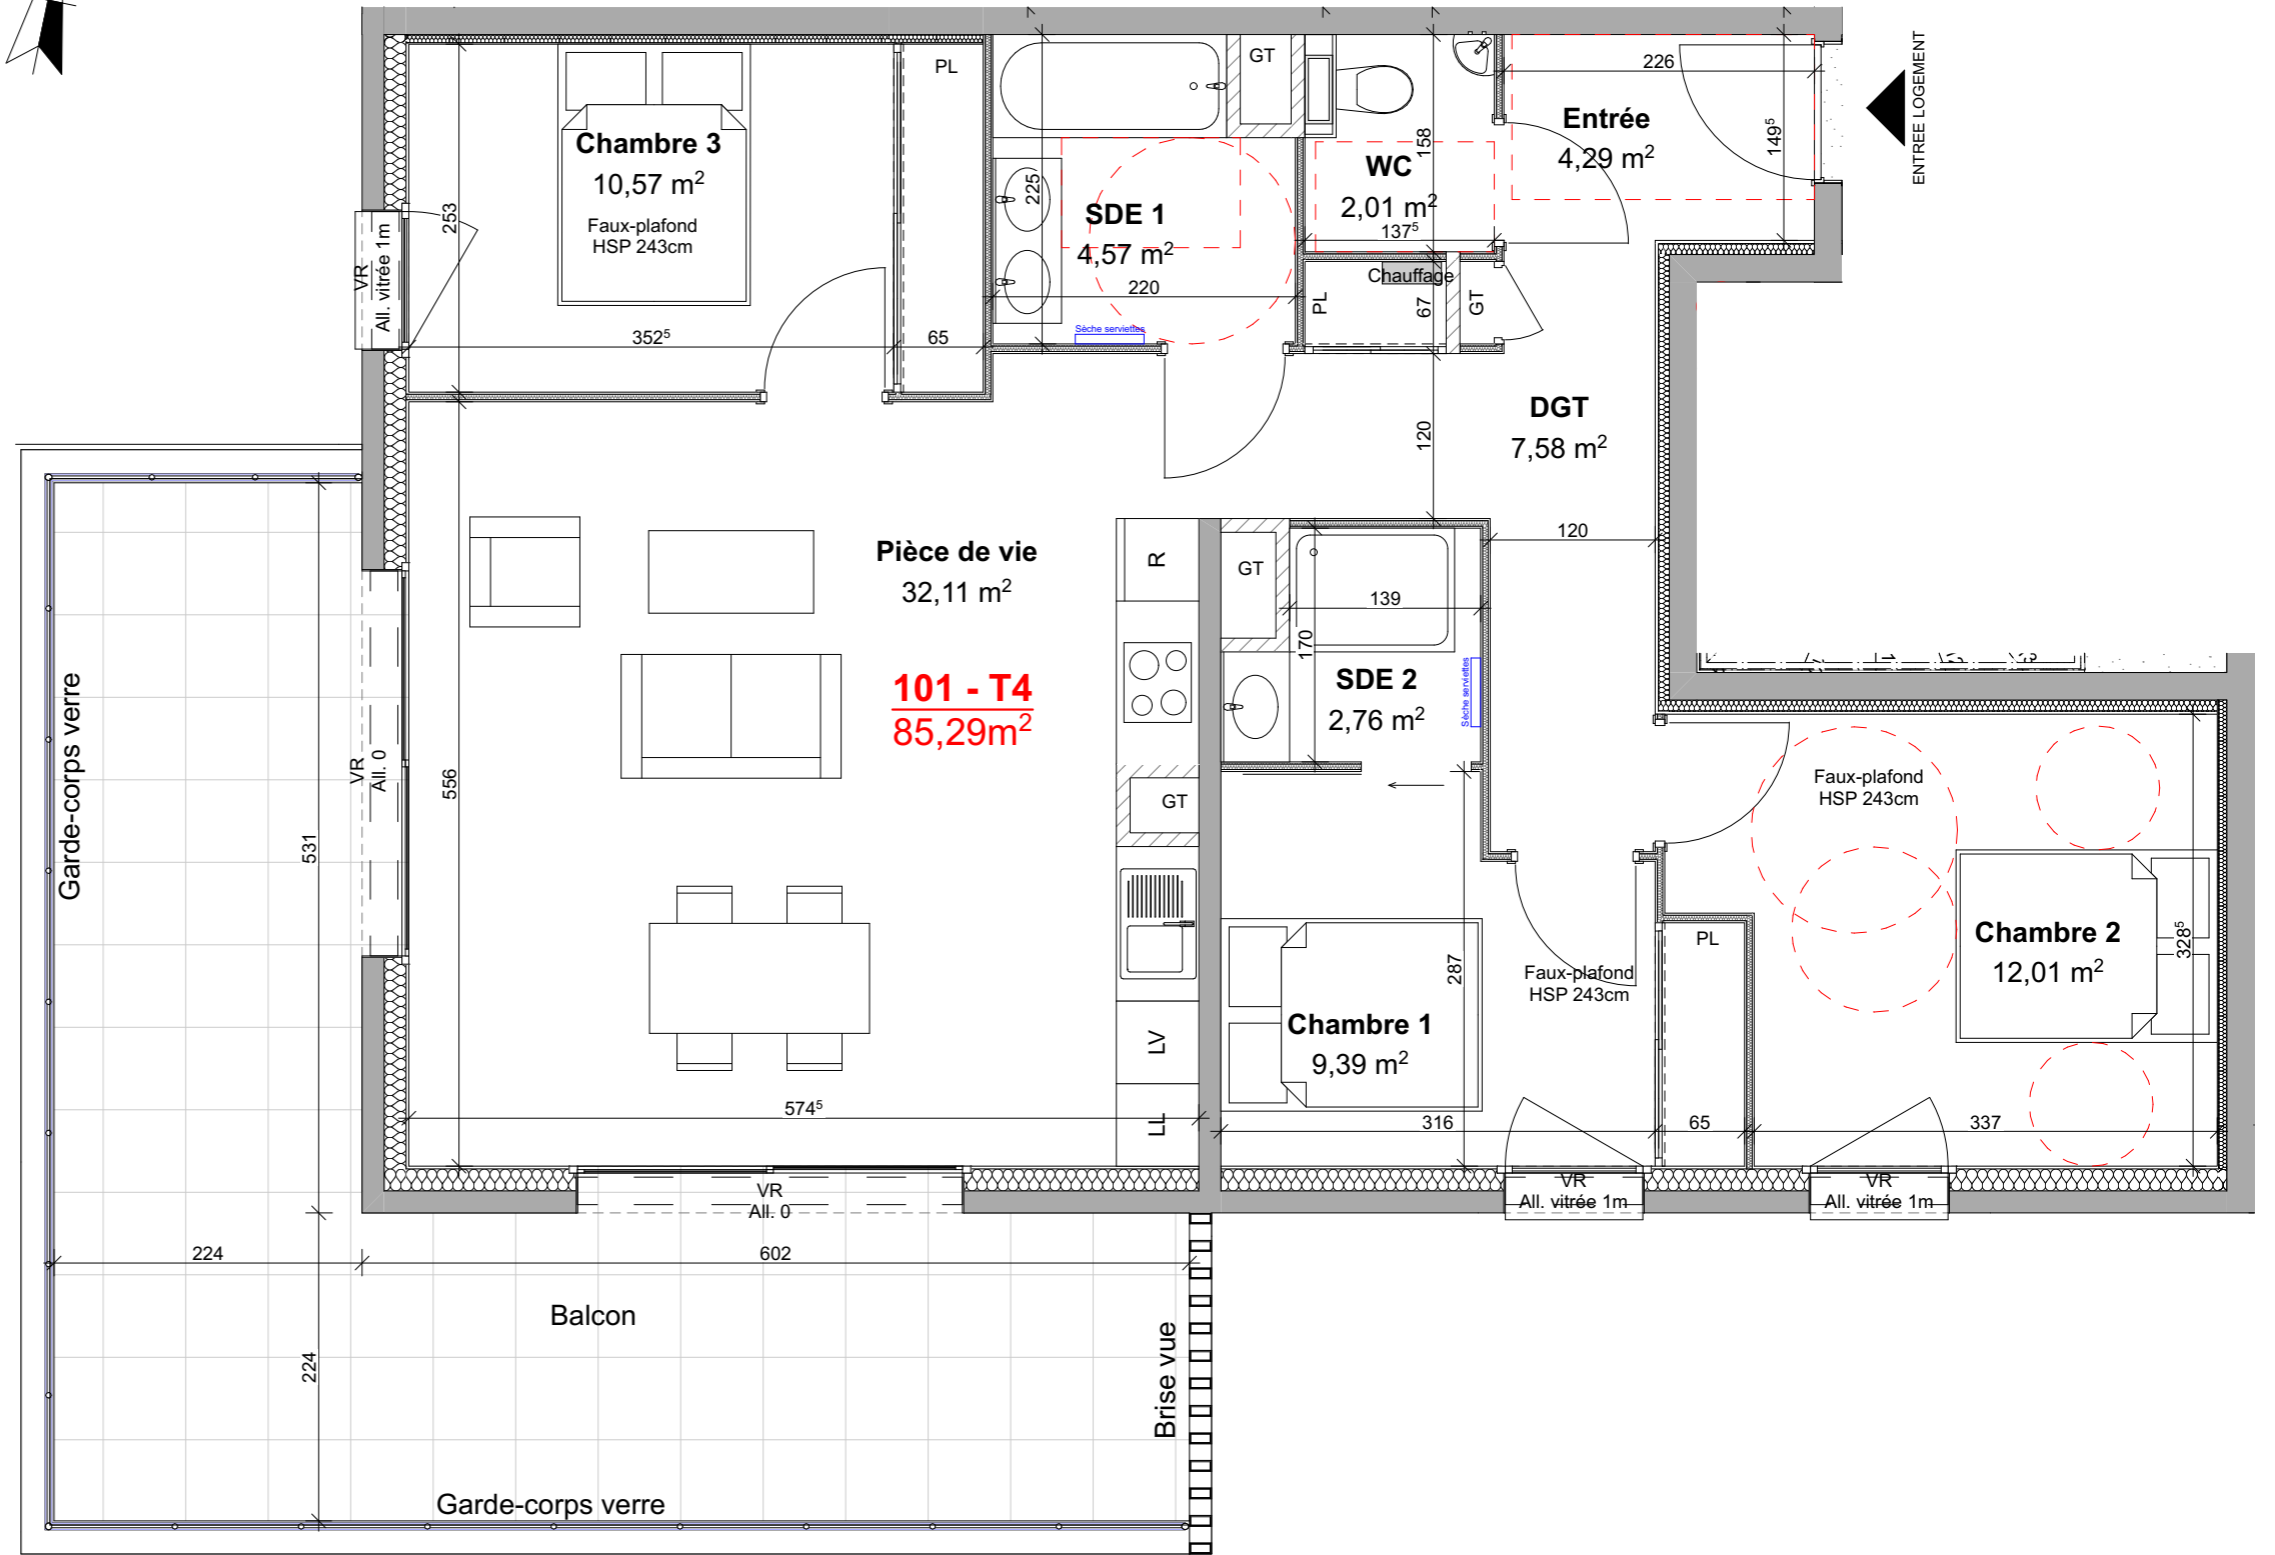 PL
GT
226
ENTREE LOGEMENT
Chambre 3
10,57 m²
Faux-plafond
HSP 243cm
253
VR
All. vitrée 1m
352⁵
65
225
SDE 1
4,57 m²
220
Sèche serviettes
WC
2,01 m²
158
137⁵
Entrée
4,29 m²
149⁵
Chauffage
PL
67
GT
DGT
7,58 m²
120
120
Pièce de vie
32,11 m²
101 - T4
85,29m²
R
GT
139
170
SDE 2
2,76 m²
Sèche serviettes
Garde-corps verre
VR
All. 0
531
556
GT
LV
LL
574⁵
Faux-plafond
HSP 243cm
Chambre 2
12,01 m²
328⁵
PL
287
Faux-plafond
HSP 243cm
Chambre 1
9,39 m²
316
65
337
VR
All. 0
VR
All. vitrée 1m
VR
All. vitrée 1m
224
602
Balcon
224
Brise vue
Garde-corps verre